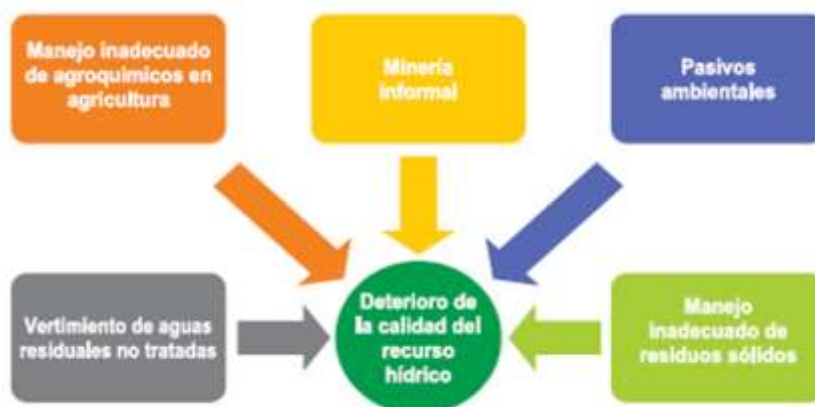 Manejo inadecuado
de agroquímicos en
agricultura
Minería
informal
Pasivos
ambientales
Vertimiento de aguas
residuales no tratadas
Deterioro de
la calidad del
recurso
hídrico
Manejo
inadecuado de
residuos sólidos